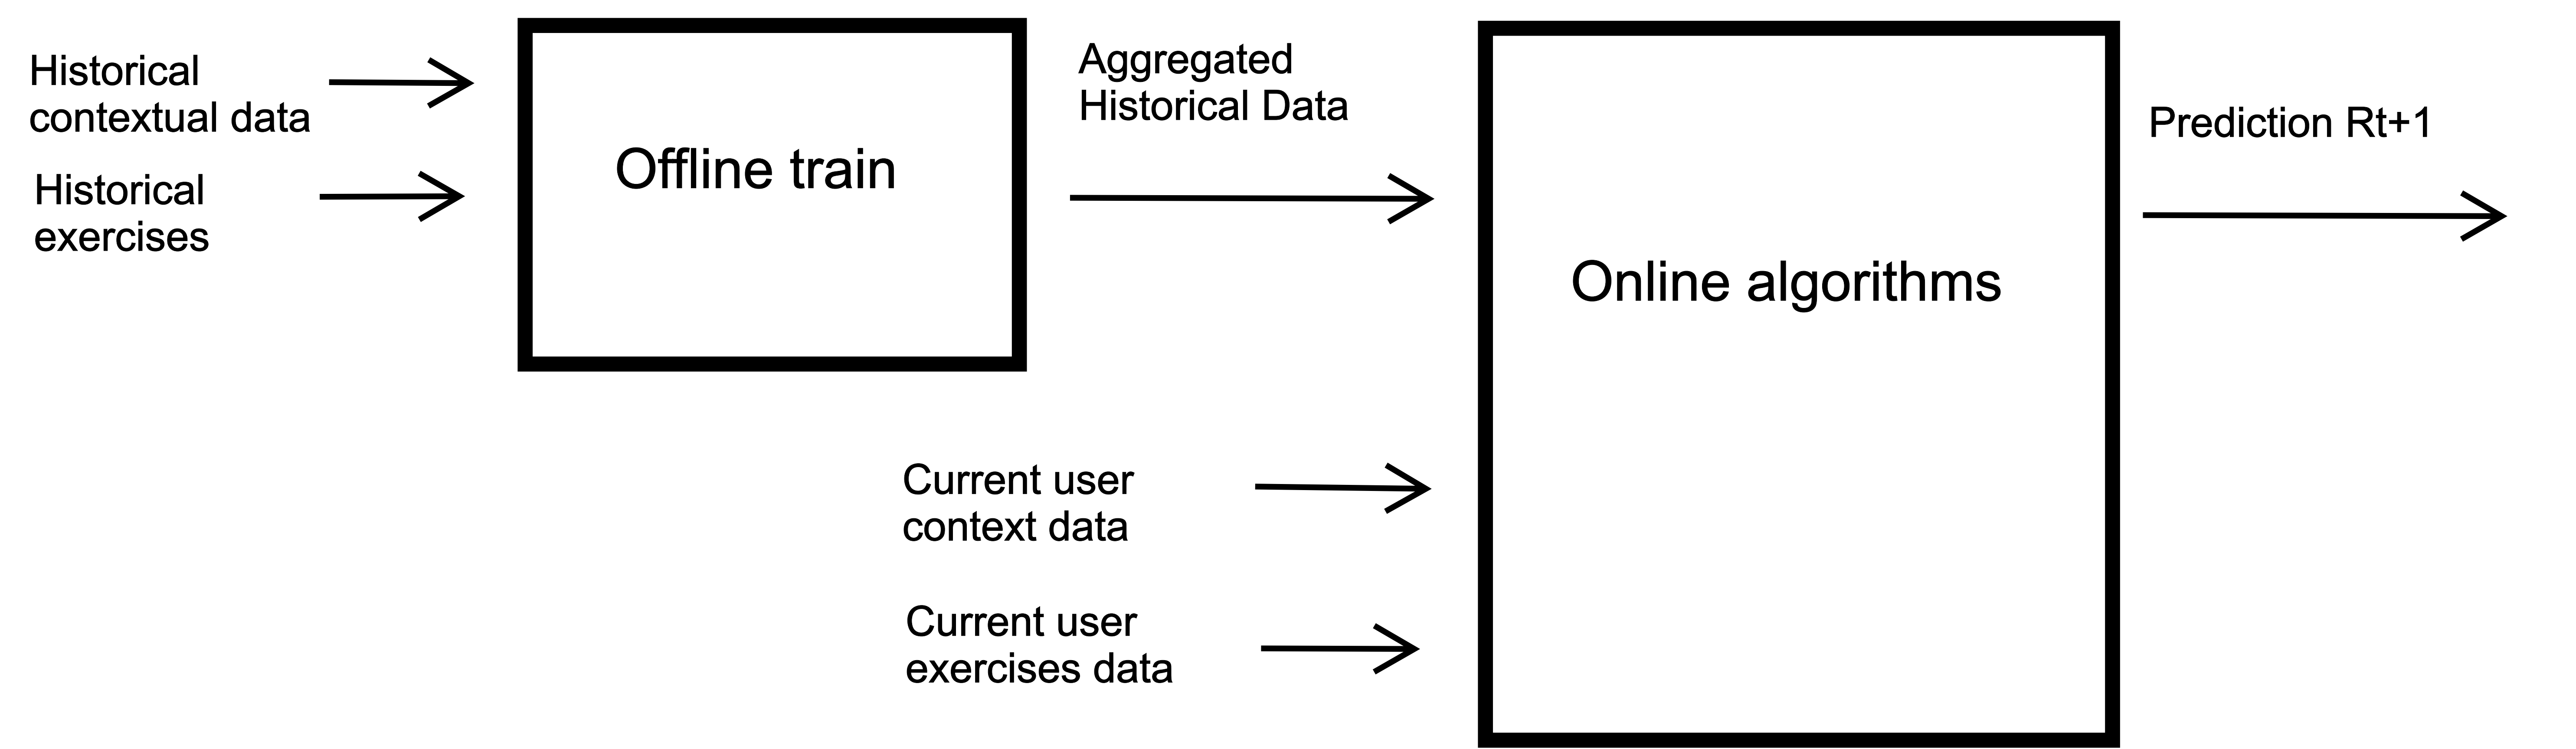 Historical
contextual data
Historical
exercises
Offline train
Aggregated
Historical Data
Current user
context data
Current user
exercises data
Online algorithms
Prediction Rt+1